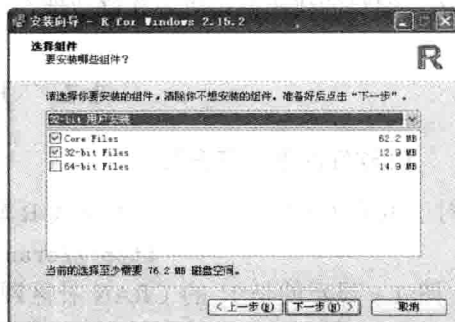 安装向导 - R for Windows 2.15.2
选择组件
要安装哪些组件？
R
请选择你要安装的组件，清除你不想安装的组件。准备好后点击“下一步”。
32-bit 用户安装
Core Files 62.2 MB
32-bit Files 12.9 MB
64-bit Files 14.9 MB
当前的选择至少需要 76.2 MB 磁盘空间。
< 上一步(B) 下一步(N) > 取消